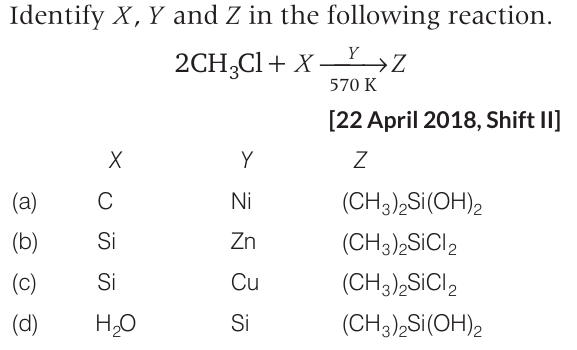 Identify X, Y and Z in the following reaction.
2CH₃Cl + X —Y/570 K→ Z
[22 April 2018, Shift II]
X Y Z
(a) C Ni (CH₃)₂Si(OH)₂
(b) Si Zn (CH₃)₂SiCl₂
(c) Si Cu (CH₃)₂SiCl₂
(d) H₂O Si (CH₃)₂Si(OH)₂